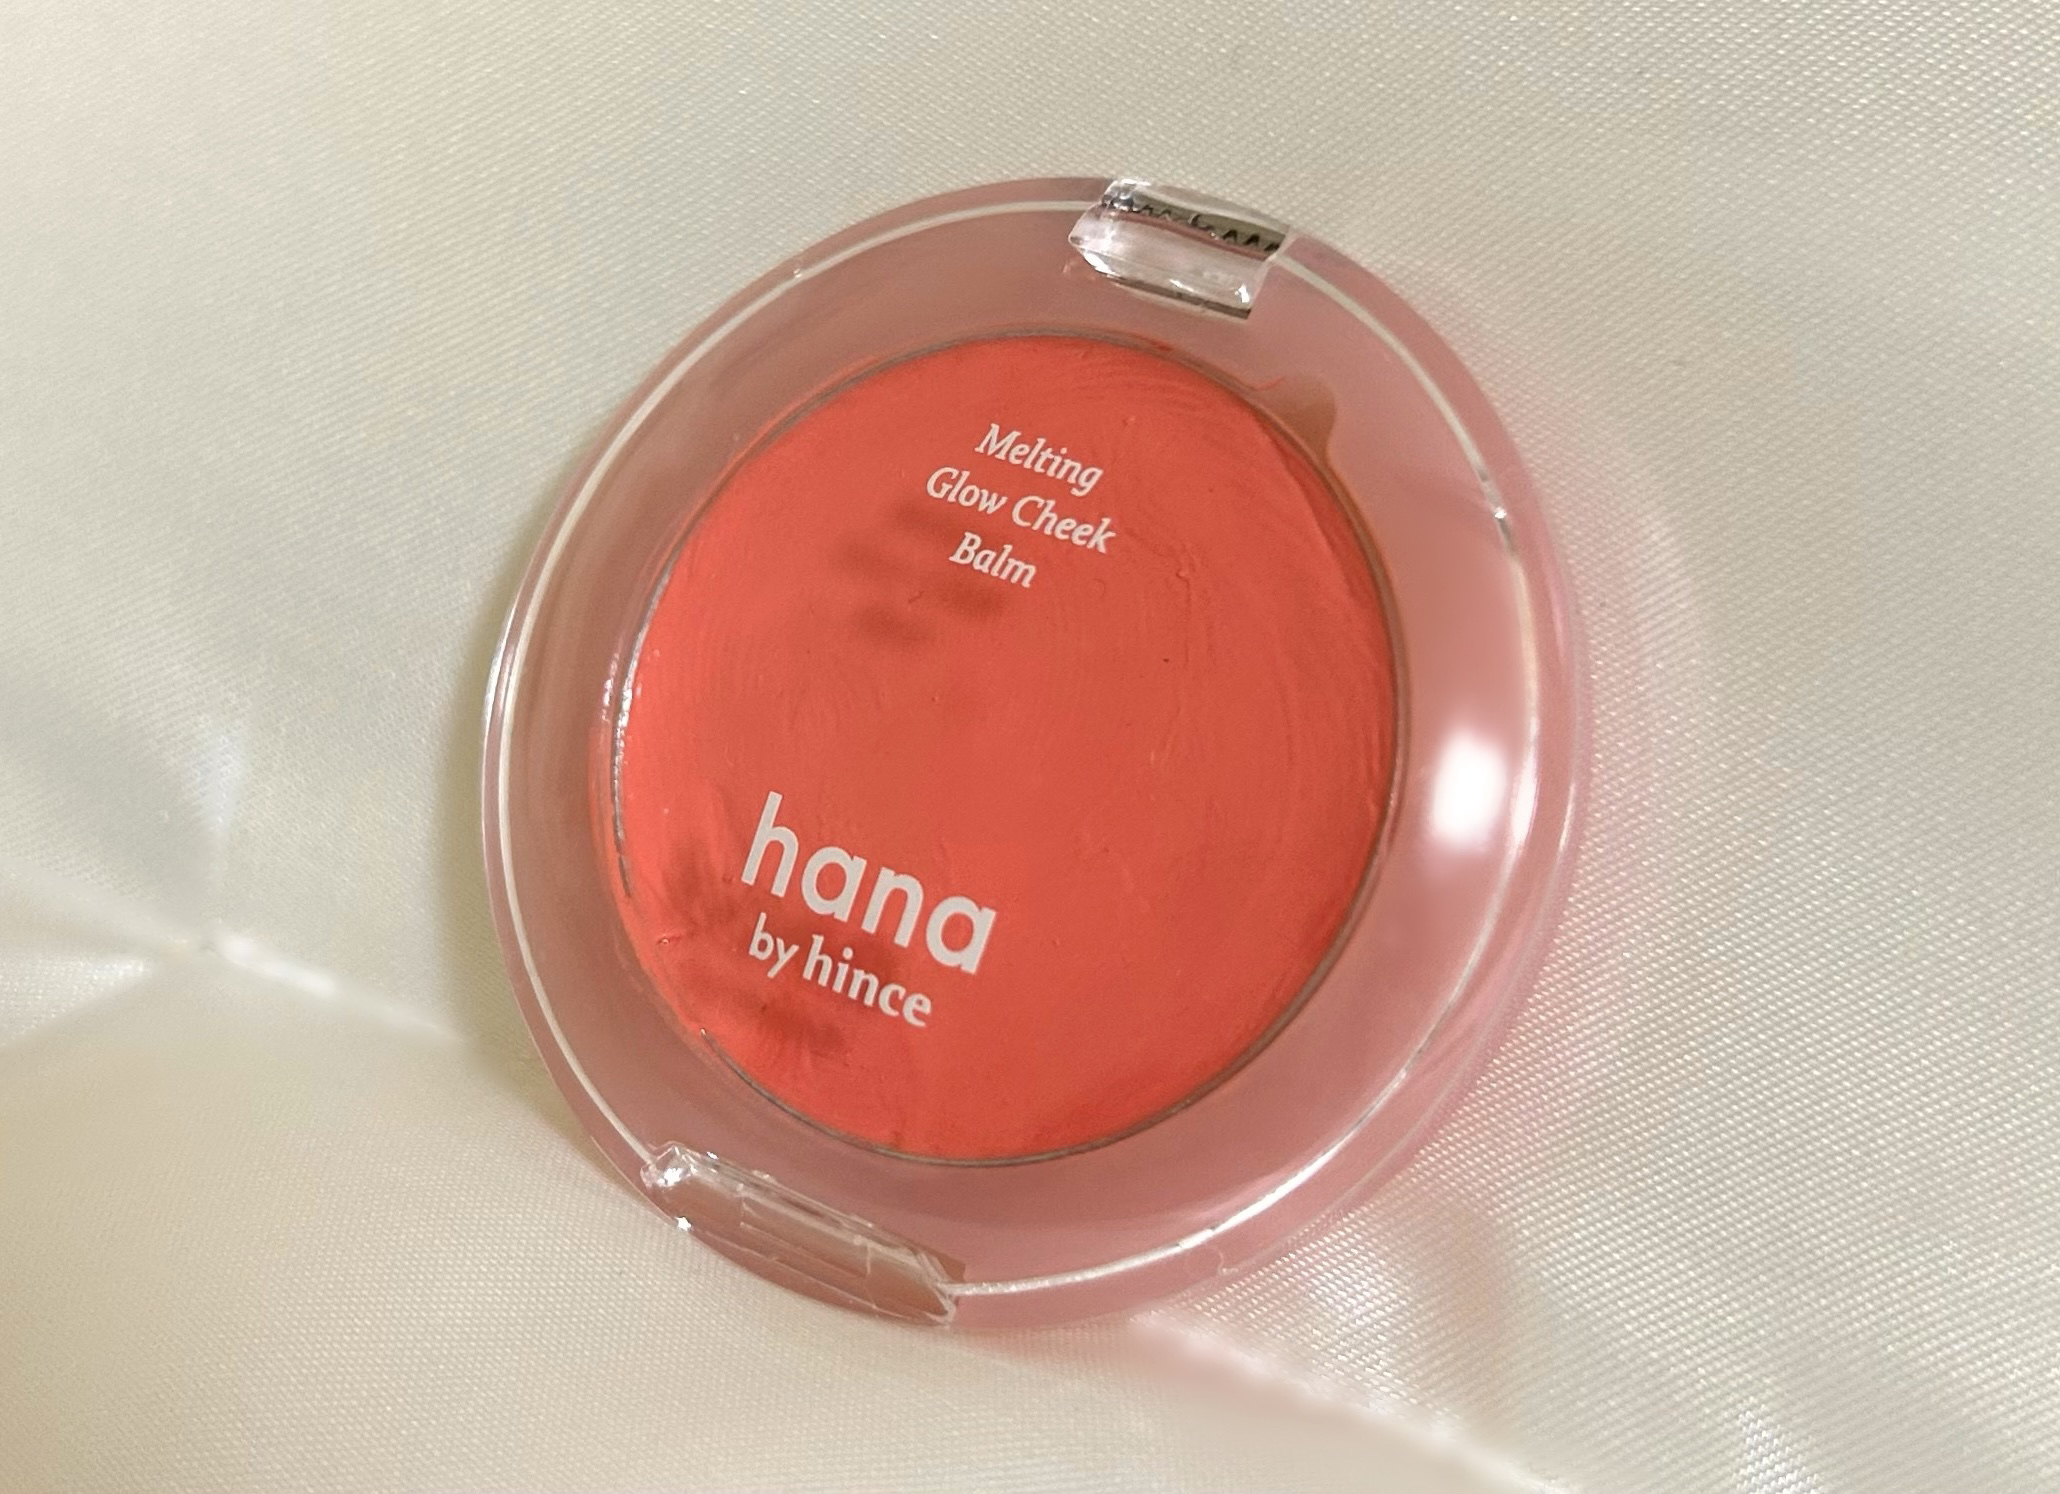 Melting
Glow Cheek
Balm
hana
by hince